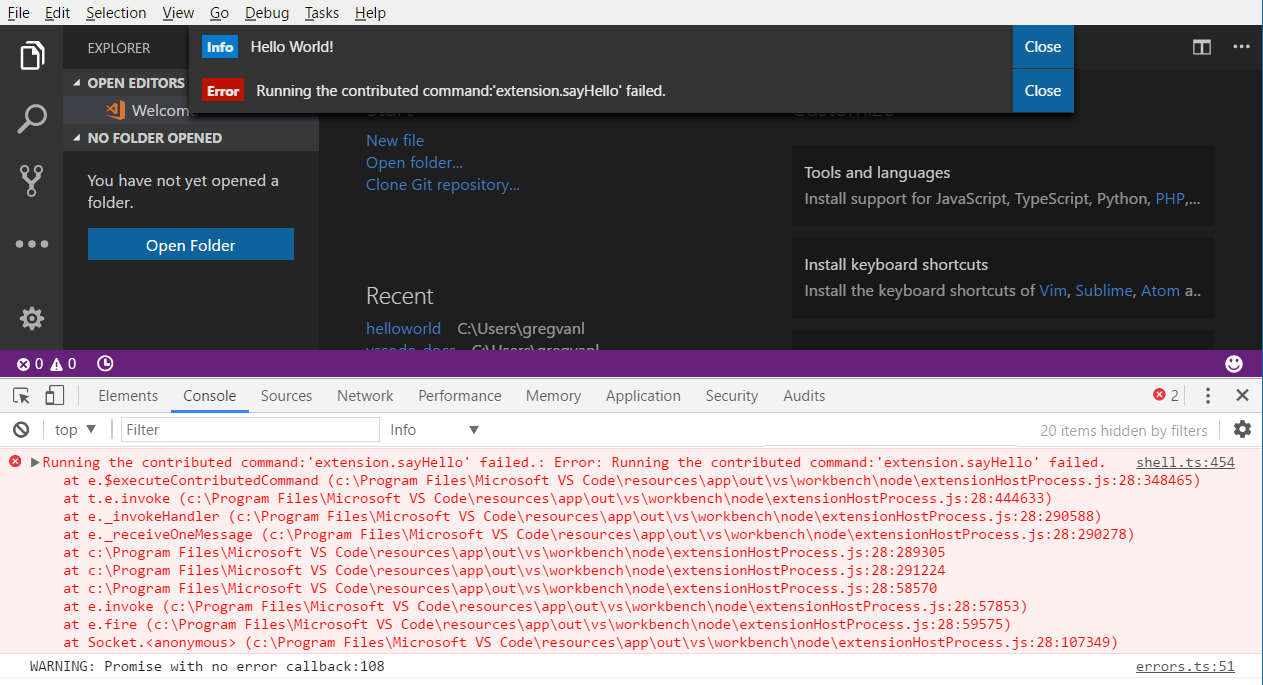 File Edit Selection View Go Debug Tasks Help
EXPLORER
Info Hello World! Close
Error Running the contributed command:'extension.sayHello' failed. Close
OPEN EDITORS
Welcome
NO FOLDER OPENED
You have not yet opened a
folder.
Open Folder
Start
New file
Open folder...
Clone Git repository...
Recent
helloworld C:\Users\gregvanl
vscode-docs C:\Users\gregvanl
Customize
Tools and languages
Install support for JavaScript, TypeScript, Python, PHP,...
Install keyboard shortcuts
Install the keyboard shortcuts of Vim, Sublime, Atom a..
0 0
Elements Console Sources Network Performance Memory Application Security Audits 2
top Filter Info 20 items hidden by filters
Running the contributed command:'extension.sayHello' failed.: Error: Running the contributed command:'extension.sayHello' failed. shell.ts:454
at e.$executeContributedCommand (c:\Program Files\Microsoft VS Code\resources\app\out\vs\workbench\node\extensionHostProcess.js:28:348465)
at t.e.invoke (c:\Program Files\Microsoft VS Code\resources\app\out\vs\workbench\node\extensionHostProcess.js:28:444633)
at e._invokeHandler (c:\Program Files\Microsoft VS Code\resources\app\out\vs\workbench\node\extensionHostProcess.js:28:290588)
at e._receiveOneMessage (c:\Program Files\Microsoft VS Code\resources\app\out\vs\workbench\node\extensionHostProcess.js:28:290278)
at c:\Program Files\Microsoft VS Code\resources\app\out\vs\workbench\node\extensionHostProcess.js:28:289305
at c:\Program Files\Microsoft VS Code\resources\app\out\vs\workbench\node\extensionHostProcess.js:28:291224
at c:\Program Files\Microsoft VS Code\resources\app\out\vs\workbench\node\extensionHostProcess.js:28:58570
at e.invoke (c:\Program Files\Microsoft VS Code\resources\app\out\vs\workbench\node\extensionHostProcess.js:28:57853)
at e.fire (c:\Program Files\Microsoft VS Code\resources\app\out\vs\workbench\node\extensionHostProcess.js:28:59575)
at Socket.<anonymous> (c:\Program Files\Microsoft VS Code\resources\app\out\vs\workbench\node\extensionHostProcess.js:28:107349)
WARNING: Promise with no error callback:108 errors.ts:51